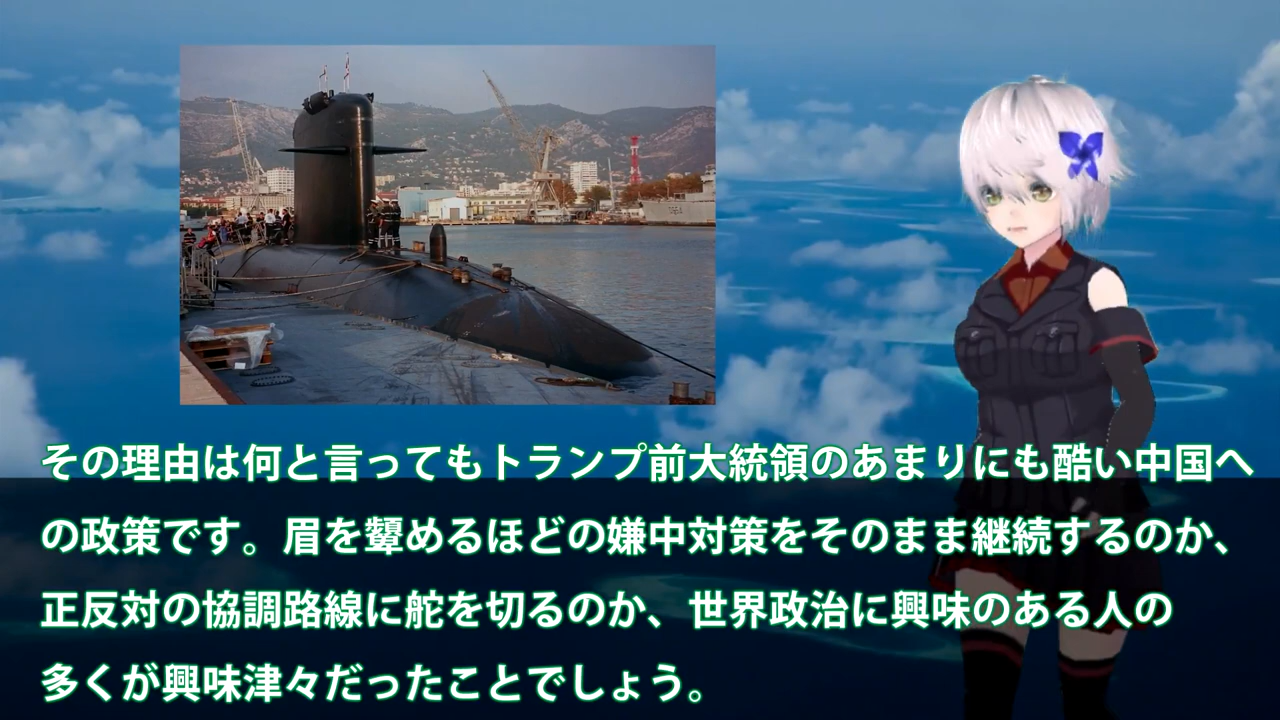 その理由は何と言ってもトランプ前大統領のあまりにも酷い中国へ
の政策です。眉を顰めるほどの嫌中対策をそのまま継続するのか、
正反対の協調路線に舵を切るのか、世界政治に興味のある人の
多くが興味津々だったことでしょう。